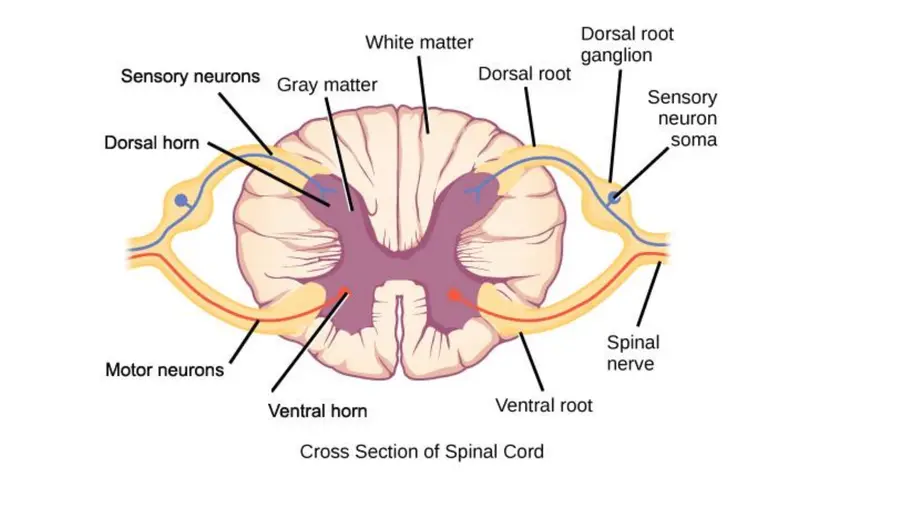 Dorsal root
ganglion
White matter
Sensory neurons
Gray matter
Dorsal root
Sensory
neuron
soma
Dorsal horn
Spinal
nerve
Motor neurons
Ventral horn
Ventral root
Cross Section of Spinal Cord